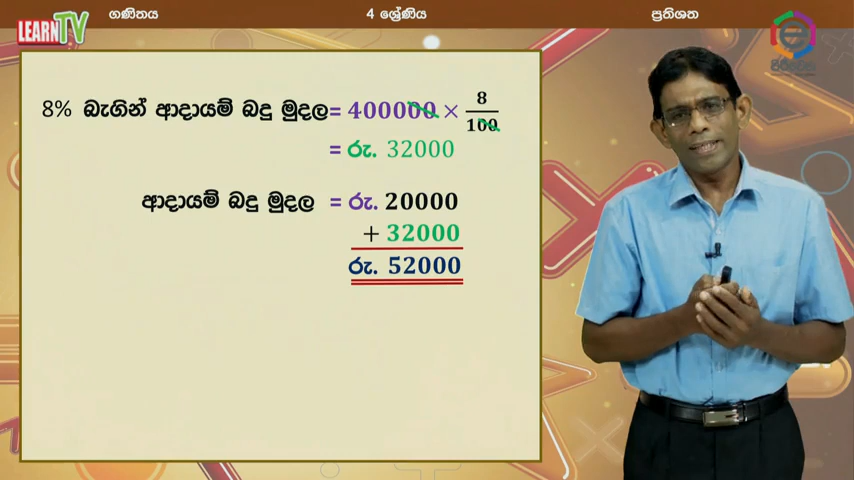 ගණිතය
4 ශ්‍රේණිය
ප්‍රතිශත
LEARN TV
8% බැගින් ආදායම් බදු මුදල = 400000 × 8/100
= රු. 32000
ආදායම් බදු මුදල = රු. 20000
+ 32000
රු. 52000